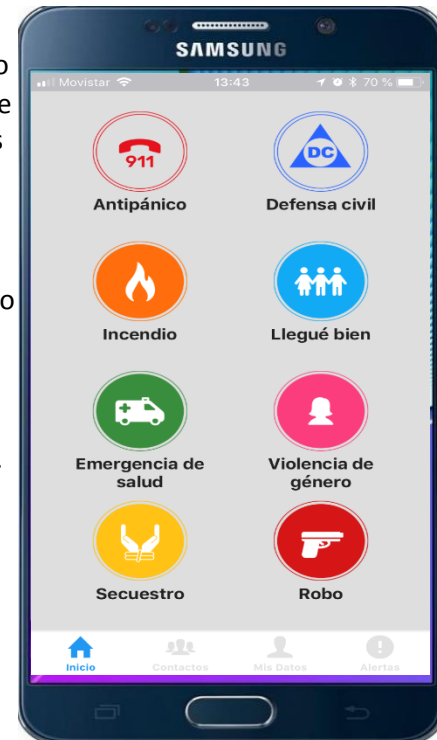 SAMSUNG
Movistar 13:43 70 %
911
DC
Antipánico Defensa civil
Incendio Llegué bien
Emergencia de salud
Violencia de género
Secuestro Robo
Inicio Contactos Mis Datos Alertas
o
e
s
o